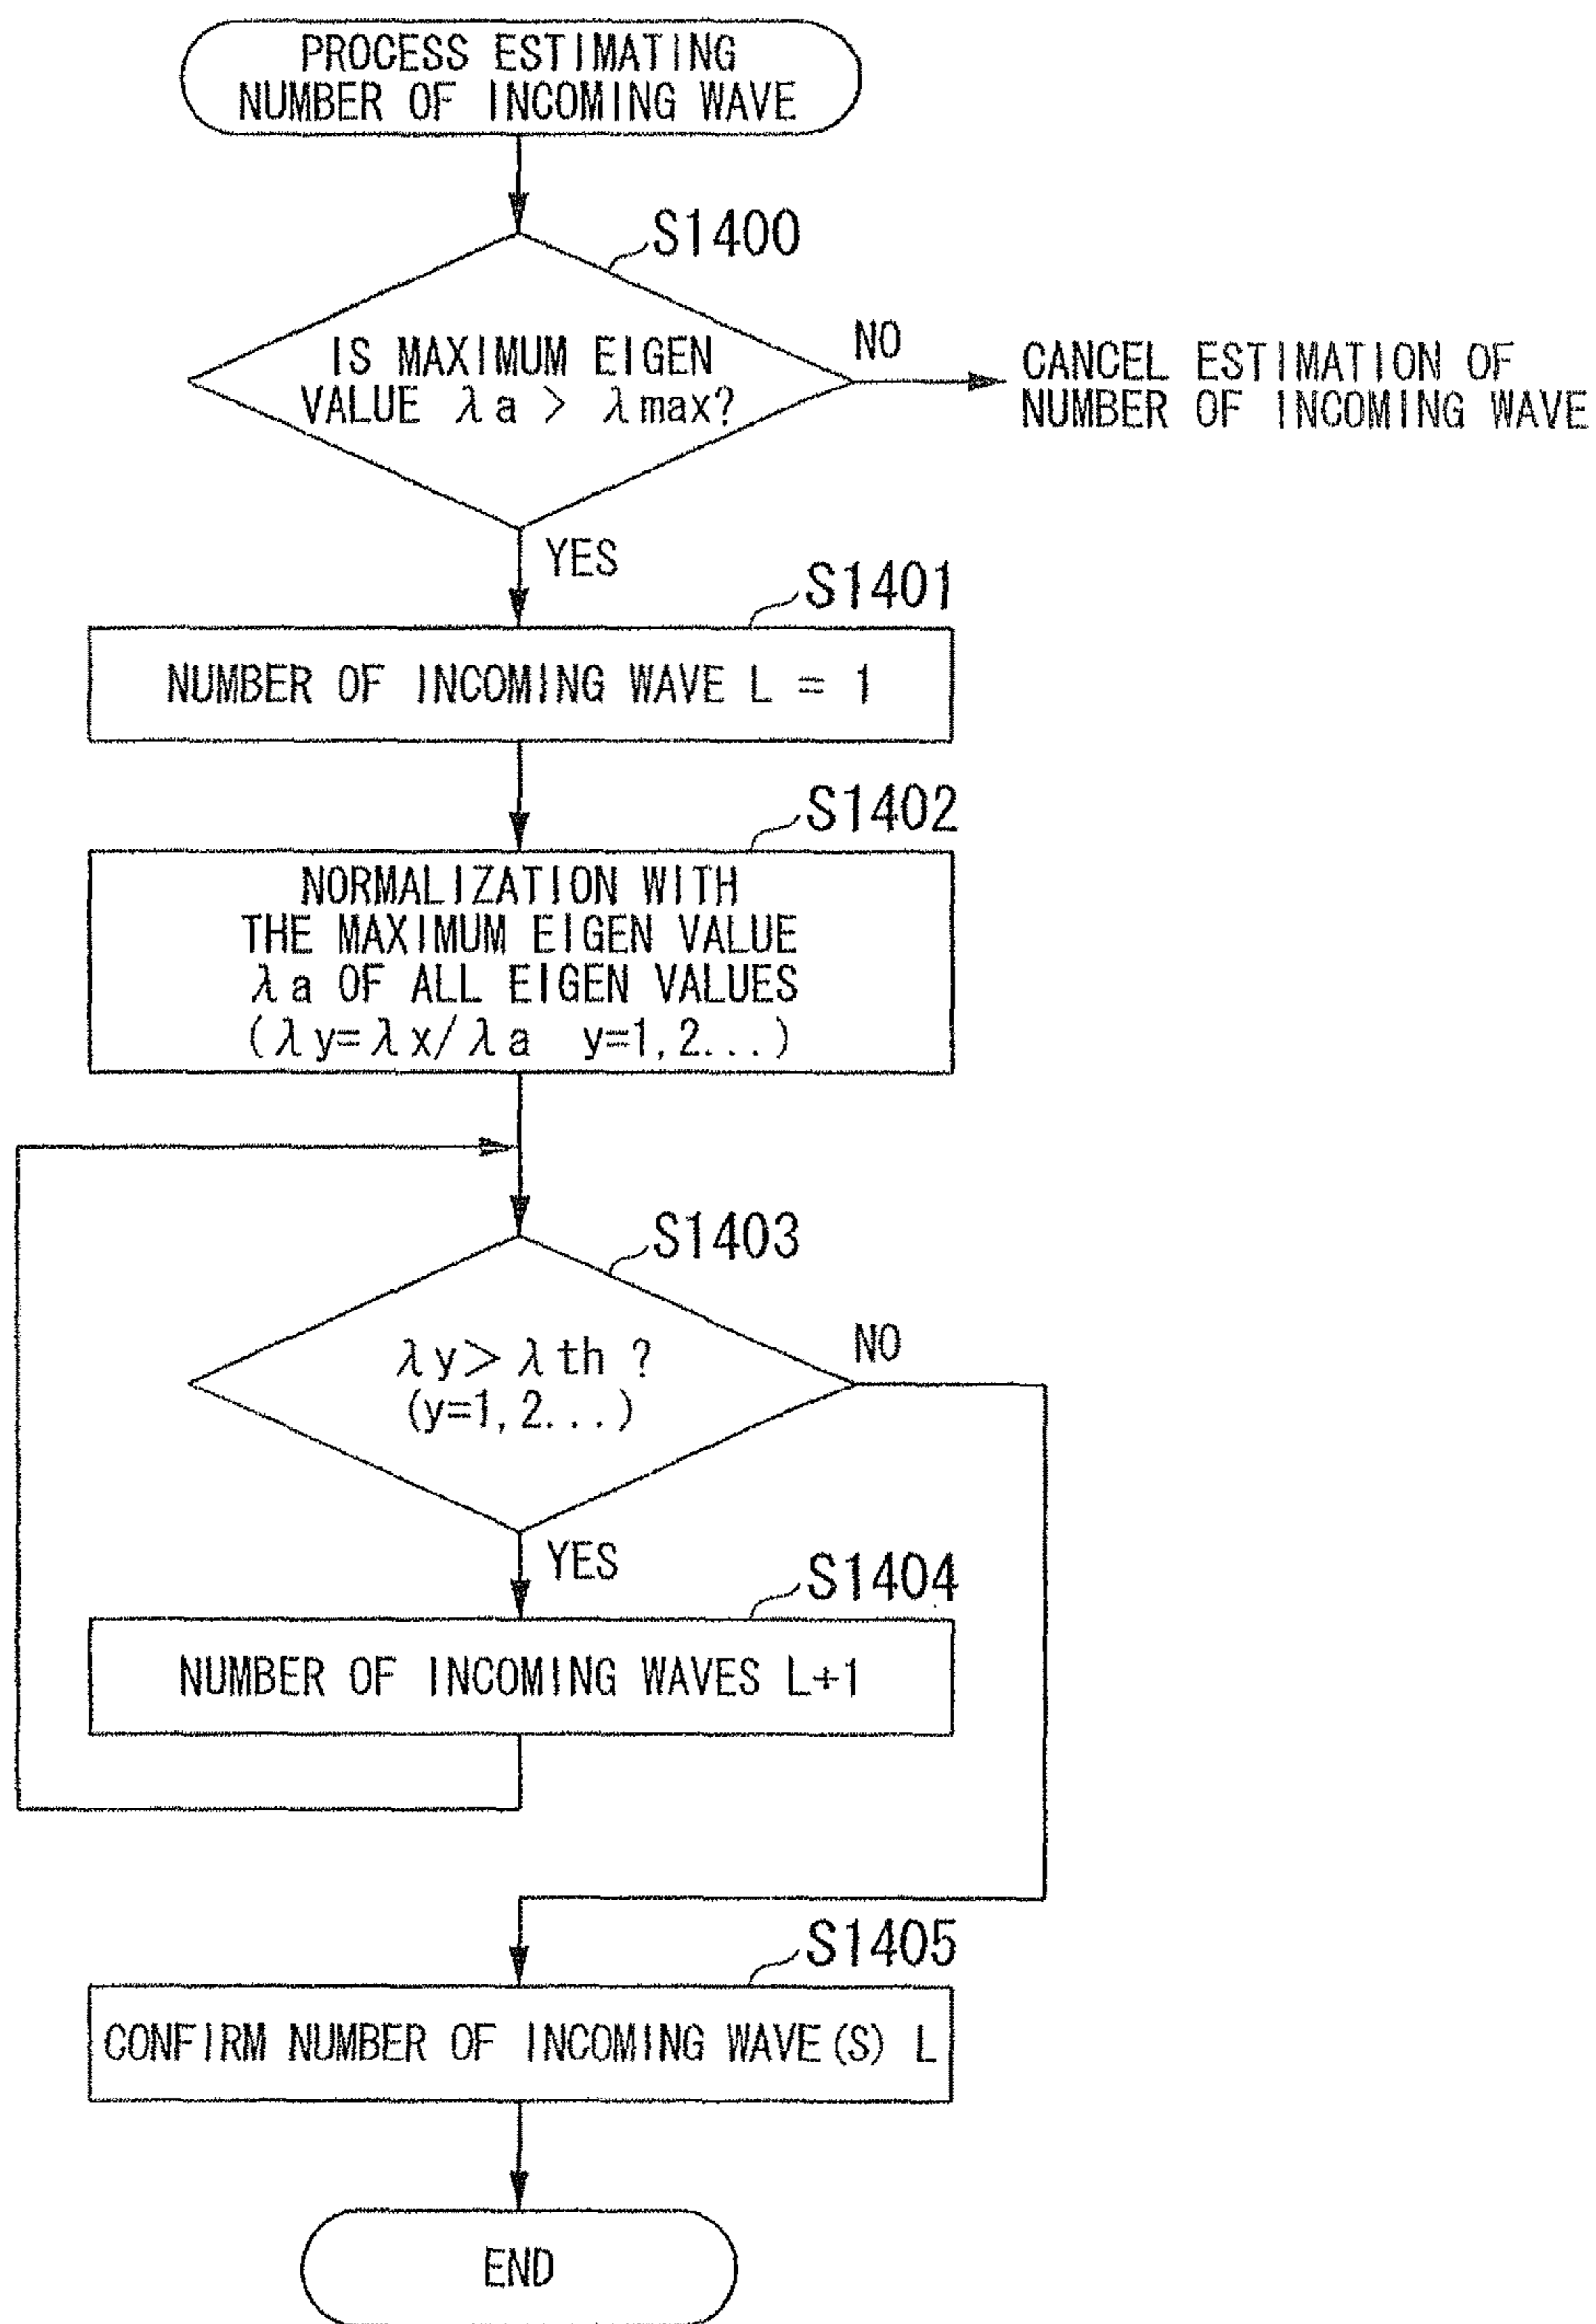 PROCESS ESTIMATING
NUMBER OF INCOMING WAVE
S1400
IS MAXIMUM EIGEN
VALUE λa > λmax?
NO
CANCEL ESTIMATION OF
NUMBER OF INCOMING WAVE
YES
S1401
NUMBER OF INCOMING WAVE L = 1
S1402
NORMALIZATION WITH
THE MAXIMUM EIGEN VALUE
λa OF ALL EIGEN VALUES
(λy=λx/λa y=1,2...)
S1403
λy>λth ?
(y=1,2...)
NO
YES
S1404
NUMBER OF INCOMING WAVES L+1
S1405
CONFIRM NUMBER OF INCOMING WAVE(S) L
END